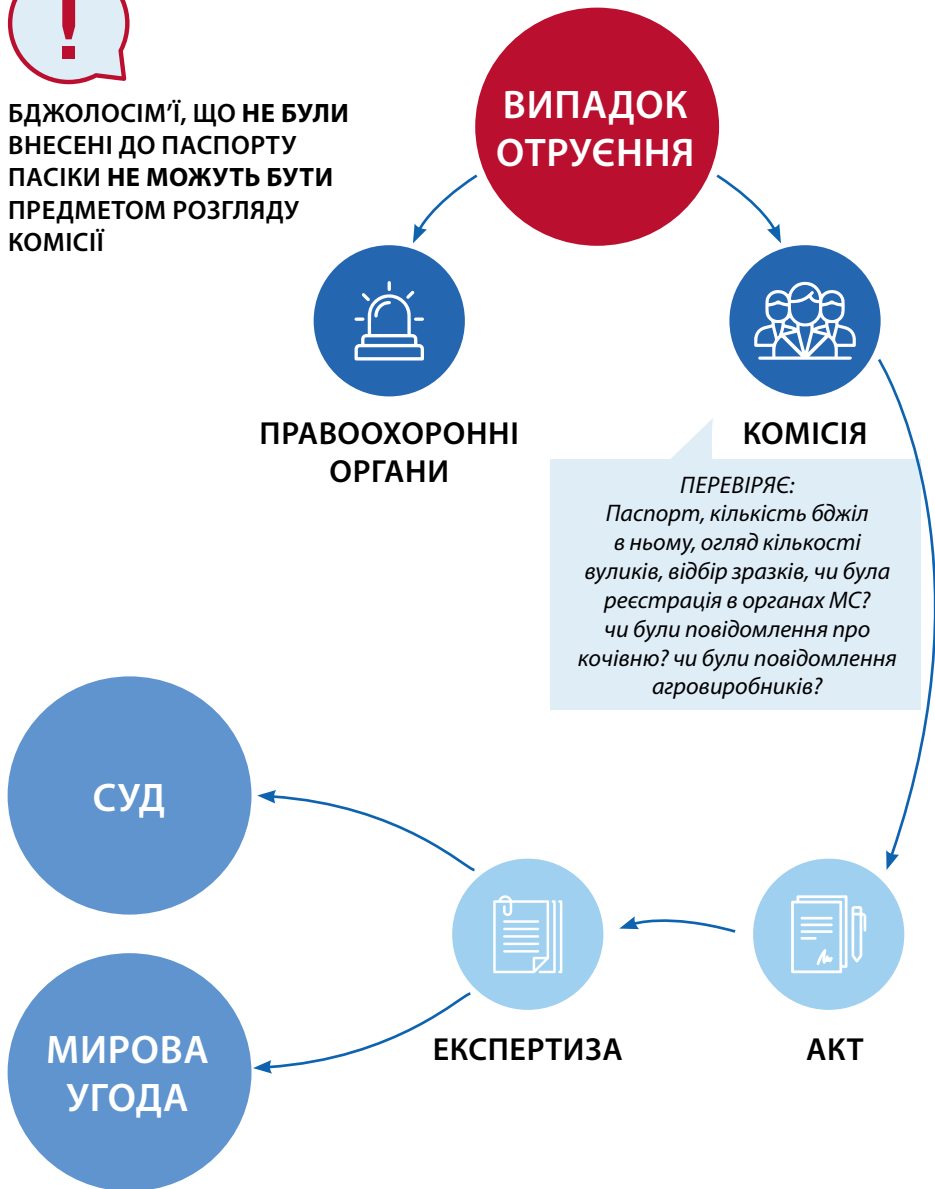 !
БДЖОЛОСІМ’Ї, ЩО НЕ БУЛИ
ВНЕСЕНІ ДО ПАСПОРТУ
ПАСІКИ НЕ МОЖУТЬ БУТИ
ПРЕДМЕТОМ РОЗГЛЯДУ
КОМІСІЇ
ВИПАДОК
ОТРУЄННЯ
ПРАВООХОРОННІ
ОРГАНИ
КОМІСІЯ
ПЕРЕВІРЯЄ:
Паспорт, кількість бджіл
в ньому, огляд кількості
вуликів, відбір зразків, чи була
реєстрація в органах МС?
чи були повідомлення про
кочівню? чи були повідомлення
агровиробників?
СУД
МИРОВА
УГОДА
ЕКСПЕРТИЗА
АКТ